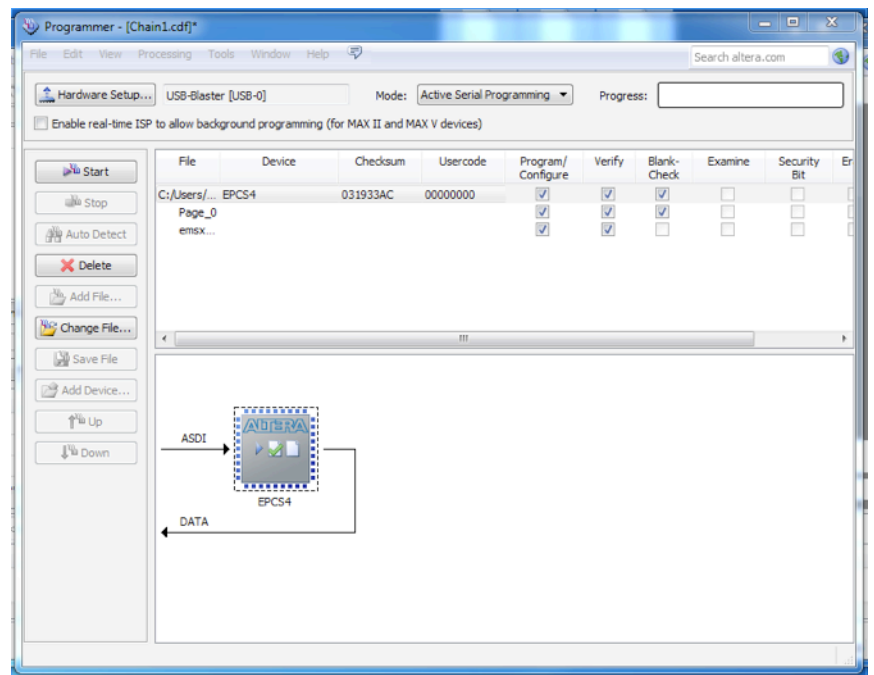 Programmer - [Chain1.cdf]*
File Edit View Processing Tools Window Help
Search altera.com
Hardware Setup... USB-Blaster [USB-0] Mode: Active Serial Programming Progress:
Enable real-time ISP to allow background programming (for MAX II and MAX V devices)
File Device Checksum Usercode Program/ Configure Verify Blank- Check Examine Security Bit Er
C:/Users/... EPCS4 031933AC 00000000
Page_0
emsx...
Start
Stop
Auto Detect
Delete
Add File...
Change File...
Save File
Add Device...
Up
Down
ASDI
ALTERA
EPCS4
DATA